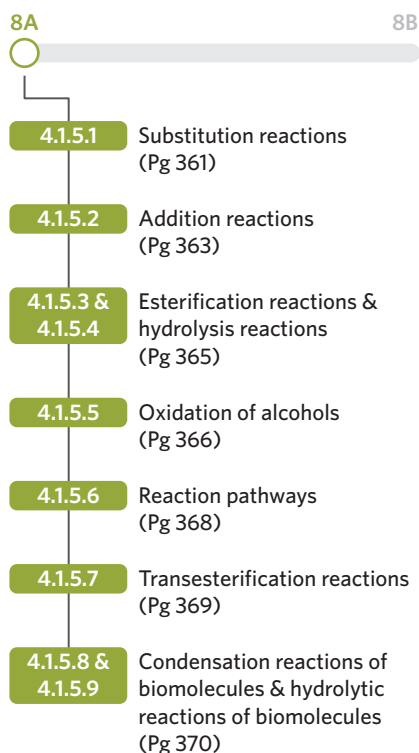 8A
8B
4.1.5.1
Substitution reactions
(Pg 361)
4.1.5.2
Addition reactions
(Pg 363)
4.1.5.3 &
4.1.5.4
Esterification reactions &
hydrolysis reactions
(Pg 365)
4.1.5.5
Oxidation of alcohols
(Pg 366)
4.1.5.6
Reaction pathways
(Pg 368)
4.1.5.7
Transesterification reactions
(Pg 369)
4.1.5.8 &
4.1.5.9
Condensation reactions of
biomolecules & hydrolytic
reactions of biomolecules
(Pg 370)